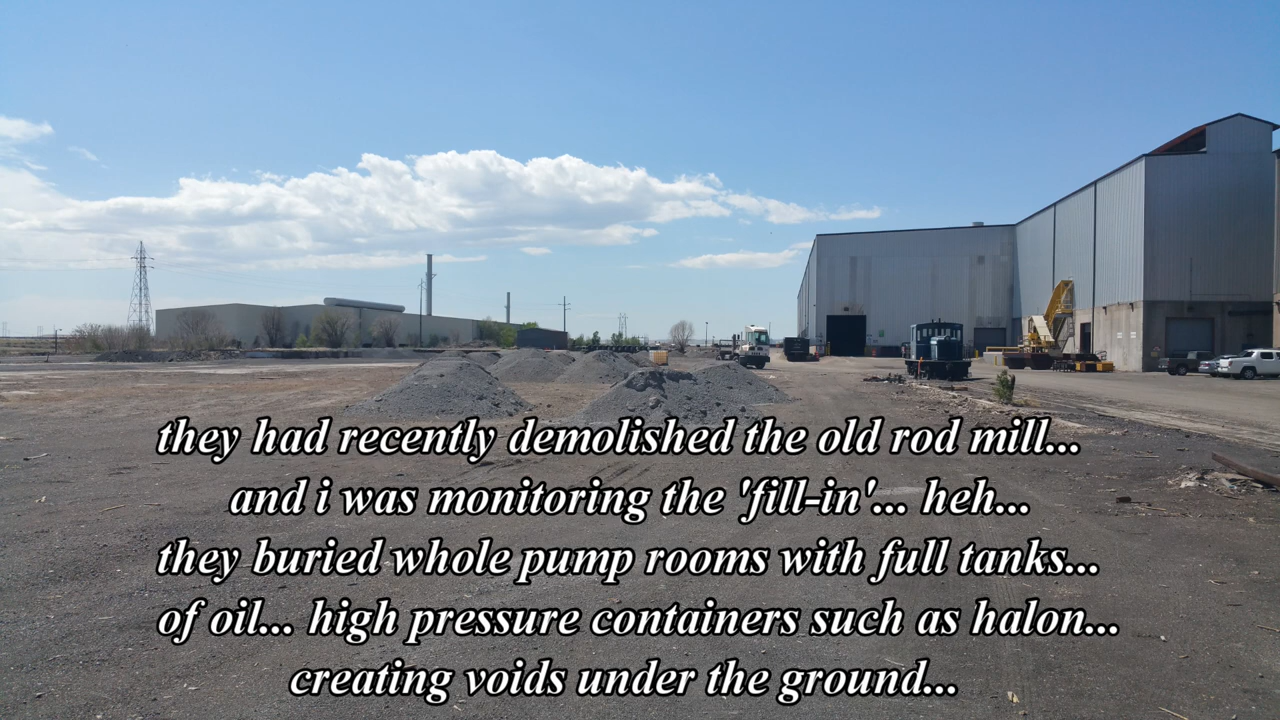 they had recently demolished the old rod mill...
and i was monitoring the 'fill-in'... heh...
they buried whole pump rooms with full tanks...
of oil... high pressure containers such as halon...
creating voids under the ground...